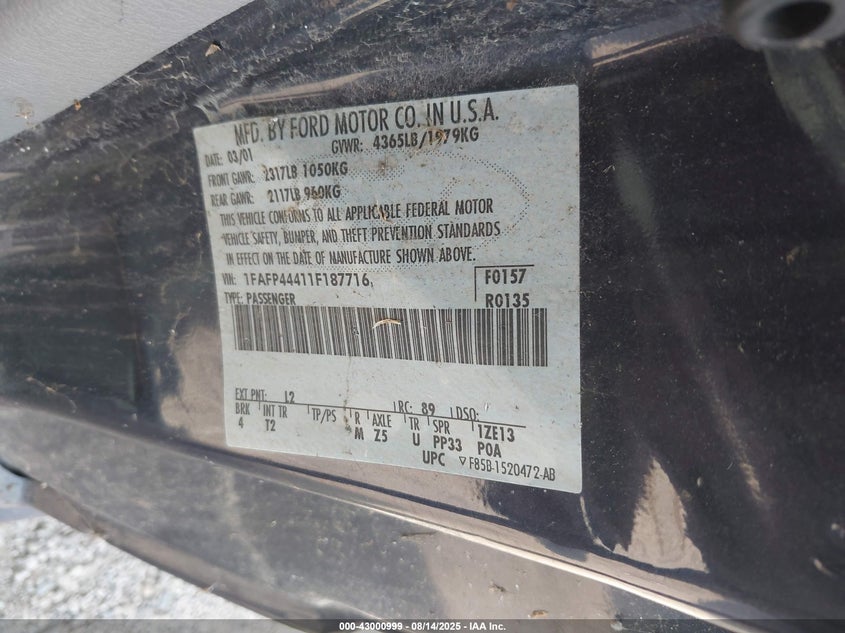 MFD. BY FORD MOTOR CO. IN U.S.A.
DATE: 03/01 GVWR: 4365LB/1979KG
FRONT GAWR: 2317LB 1050KG
REAR GAWR: 2117LB 960KG
THIS VEHICLE CONFORMS TO ALL APPLICABLE FEDERAL MOTOR
VEHICLE SAFETY, BUMPER, AND THEFT PREVENTION STANDARDS
IN EFFECT ON THE DATE OF MANUFACTURE SHOWN ABOVE.
VIN: 1FAFP44411F187716 F0157
TYPE: PASSENGER R0135
EXT PNT: L2 RC: 89 DSO:
BRK INT TR TP/PS R AXLE TR SPR 1ZE13
4 T2 M Z5 U PP33 POA
UPC ▽F85B-1520472-AB
000-43000999 - 08/14/2025 - IAA Inc.